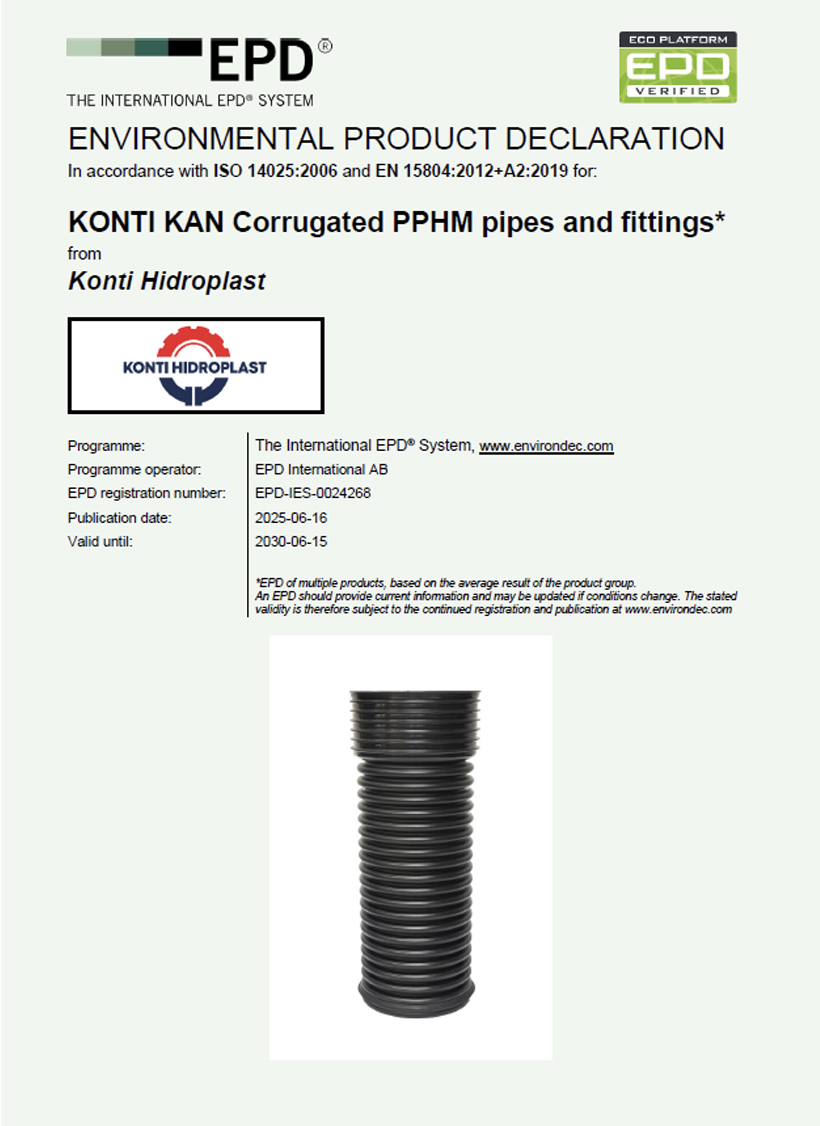 EPD®
THE INTERNATIONAL EPD® SYSTEM
ECO PLATFORM
EPD
VERIFIED
ENVIRONMENTAL PRODUCT DECLARATION
In accordance with ISO 14025:2006 and EN 15804:2012+A2:2019 for:
KONTI KAN Corrugated PPHM pipes and fittings*
from
Konti Hidroplast
KONTI HIDROPLAST
Programme: The International EPD® System, www.environdec.com
Programme operator: EPD International AB
EPD registration number: EPD-IES-0024268
Publication date: 2025-06-16
Valid until: 2030-06-15
*EPD of multiple products, based on the average result of the product group.
An EPD should provide current information and may be updated if conditions change. The stated
validity is therefore subject to the continued registration and publication at www.environdec.com